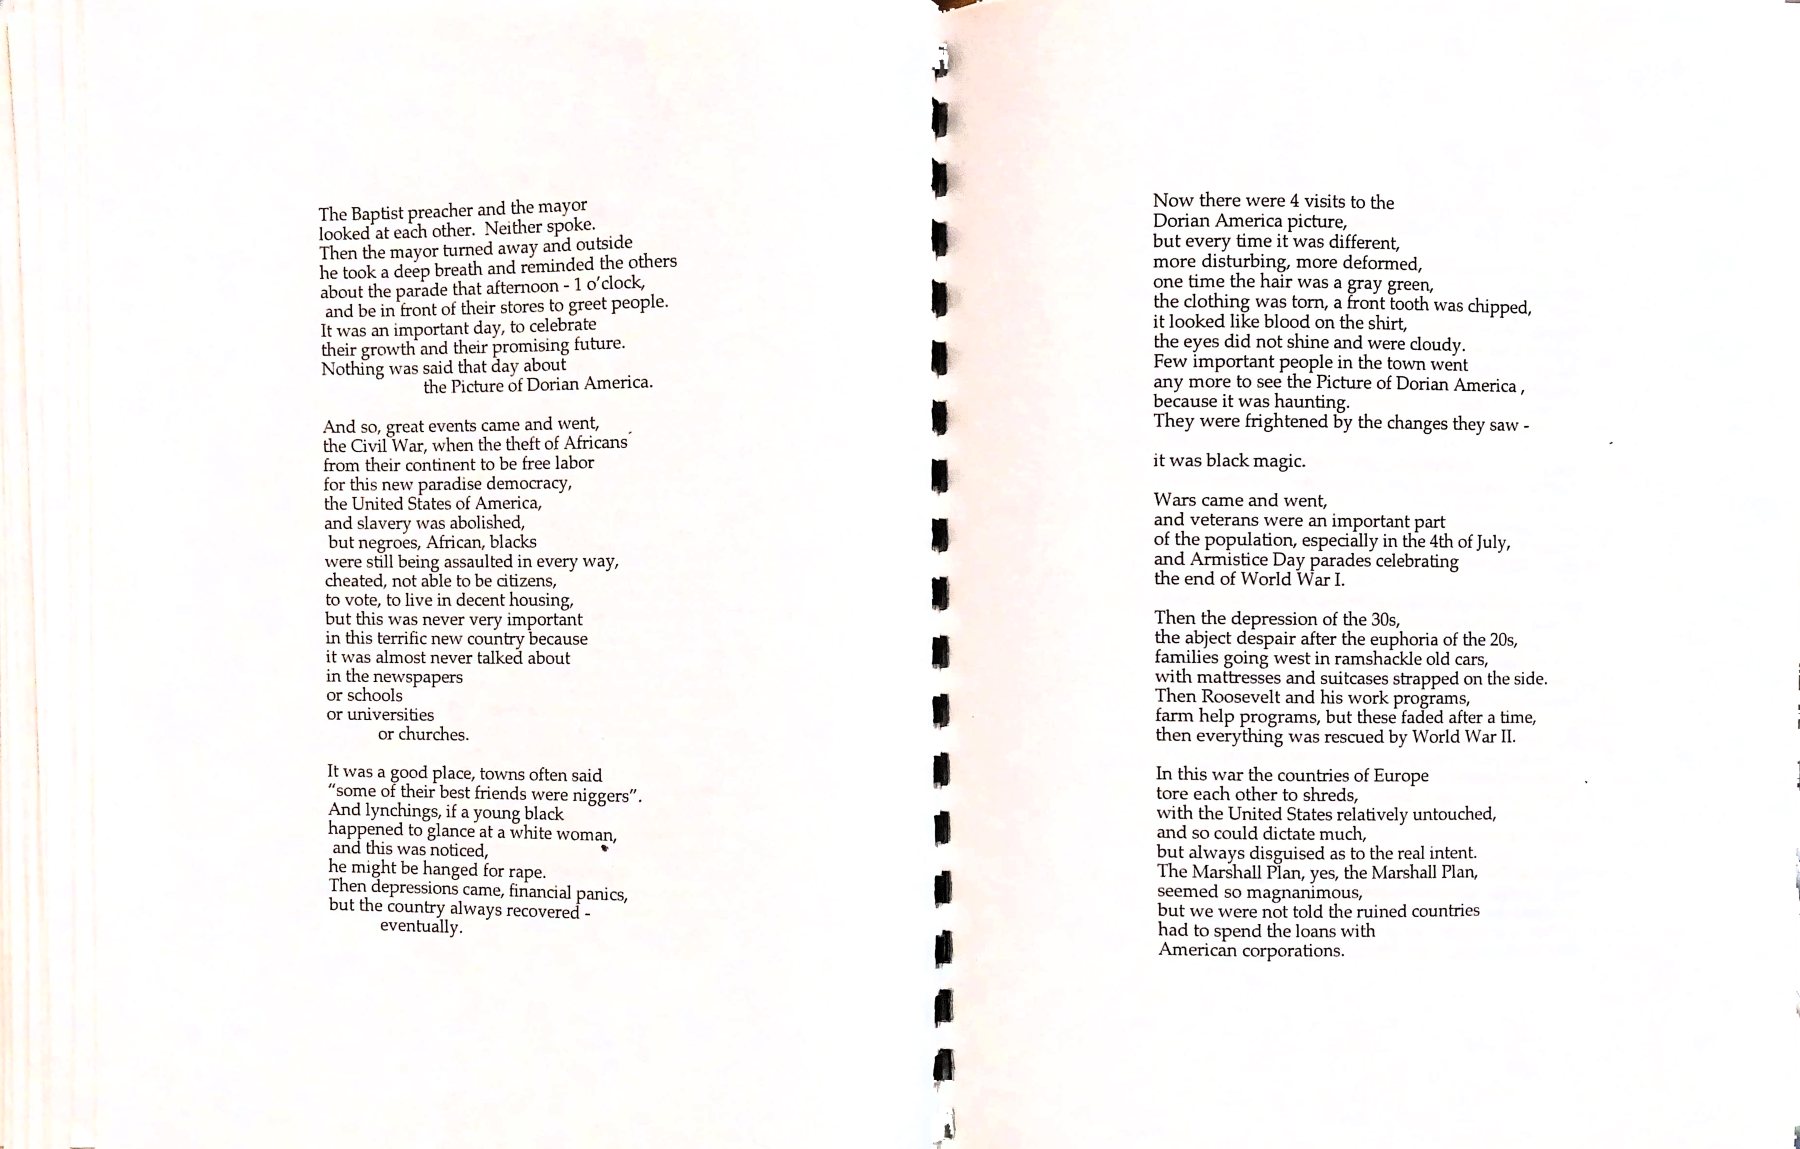 The Baptist preacher and the mayor
looked at each other.  Neither spoke.
Then the mayor turned away and outside
he took a deep breath and reminded the others
about the parade that afternoon - 1 o'clock,
and be in front of their stores to greet people.
It was an important day, to celebrate
their growth and their promising future.
Nothing was said that day about
the Picture of Dorian America.

And so, great events came and went,
the Civil War, when the theft of Africans
from their continent to be free labor
for this new paradise democracy,
the United States of America,
and slavery was abolished,
but negroes, African, blacks
were still being assaulted in every way,
cheated, not able to be citizens,
to vote, to live in decent housing,
but this was never very important
in this terrific new country because
it was almost never talked about
in the newspapers
or schools
or universities
or churches.

It was a good place, towns often said
"some of their best friends were niggers".
And lynchings, if a young black
happened to glance at a white woman,
and this was noticed,
he might be hanged for rape.
Then depressions came, financial panics,
but the country always recovered -
eventually.

Now there were 4 visits to the
Dorian America picture,
but every time it was different,
more disturbing, more deformed,
one time the hair was a gray green,
the clothing was torn, a front tooth was chipped,
it looked like blood on the shirt,
the eyes did not shine and were cloudy.
Few important people in the town went
any more to see the Picture of Dorian America ,
because it was haunting.
They were frightened by the changes they saw -

it was black magic.

Wars came and went,
and veterans were an important part
of the population, especially in the 4th of July,
and Armistice Day parades celebrating
the end of World War I.

Then the depression of the 30s,
the abject despair after the euphoria of the 20s,
families going west in ramshackle old cars,
with mattresses and suitcases strapped on the side.
Then Roosevelt and his work programs,
farm help programs, but these faded after a time,
then everything was rescued by World War II.

In this war the countries of Europe
tore each other to shreds,
with the United States relatively untouched,
and so could dictate much,
but always disguised as to the real intent.
The Marshall Plan, yes, the Marshall Plan,
seemed so magnanimous,
but we were not told the ruined countries
had to spend the loans with
American corporations.